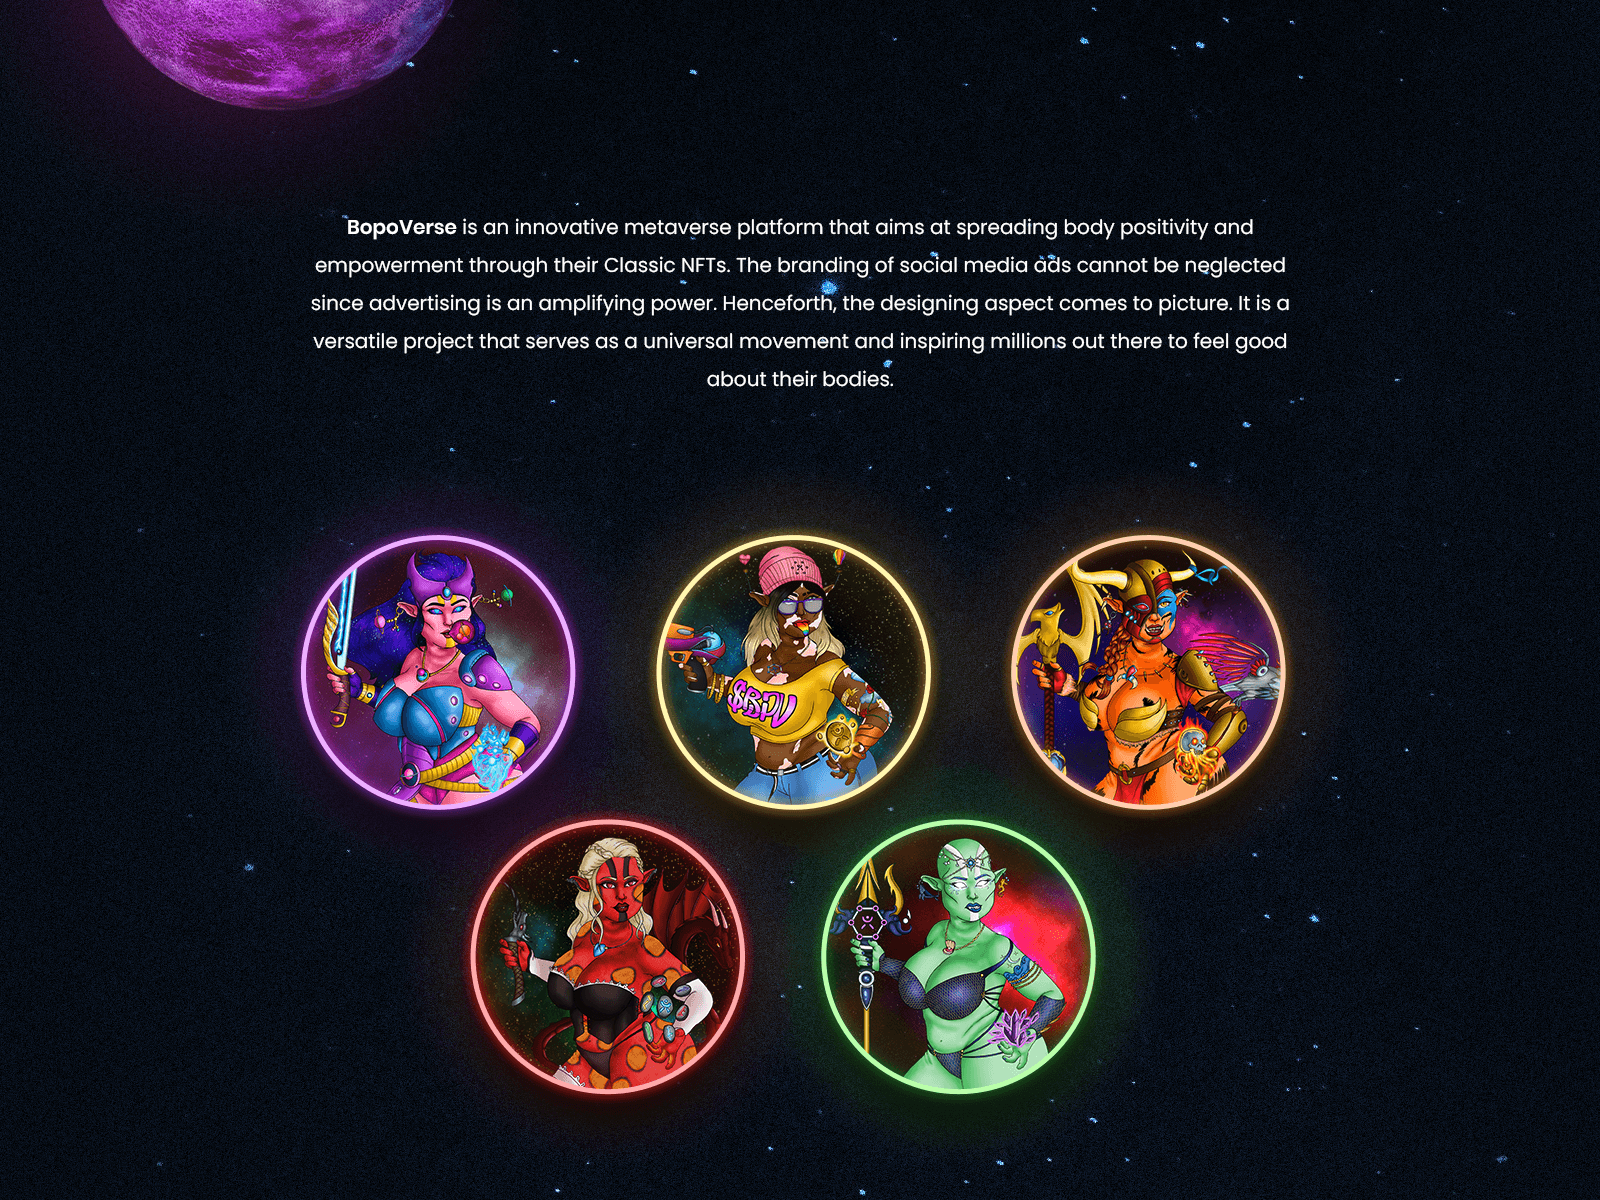 BopoVerse is an innovative metaverse platform that aims at spreading body positivity and
empowerment through their Classic NFTs. The branding of social media ads cannot be neglected
since advertising is an amplifying power. Henceforth, the designing aspect comes to picture. It is a
versatile project that serves as a universal movement and inspiring millions out there to feel good
about their bodies.
$BPV